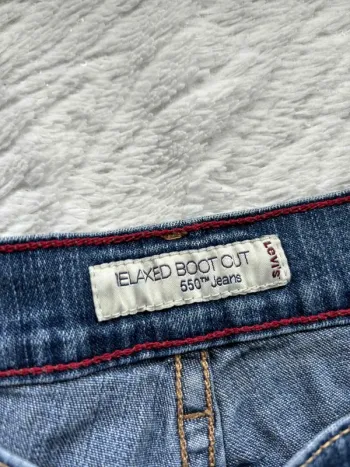 RELAXED BOOT CUT
550™ Jeans
Levi's